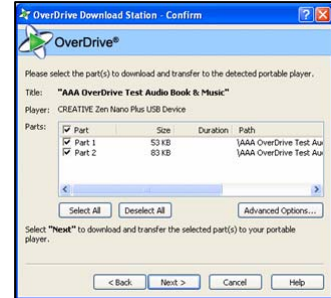 OverDrive Download Station - Confirm
OverDrive®
Please select the part(s) to download and transfer to the detected portable player.
Title: "AAA OverDrive Test Audio Book & Music"
Player: CREATIVE Zen Nano Plus USB Device
Parts:
Part Size Duration Path
Part 1 53 KB \AAA OverDrive Test Au
Part 2 83 KB \AAA OverDrive Test Au
Select All Deselect All Advanced Options...
Select "Next" to download and transfer the selected part(s) to your portable
player.
< Back Next > Cancel Help